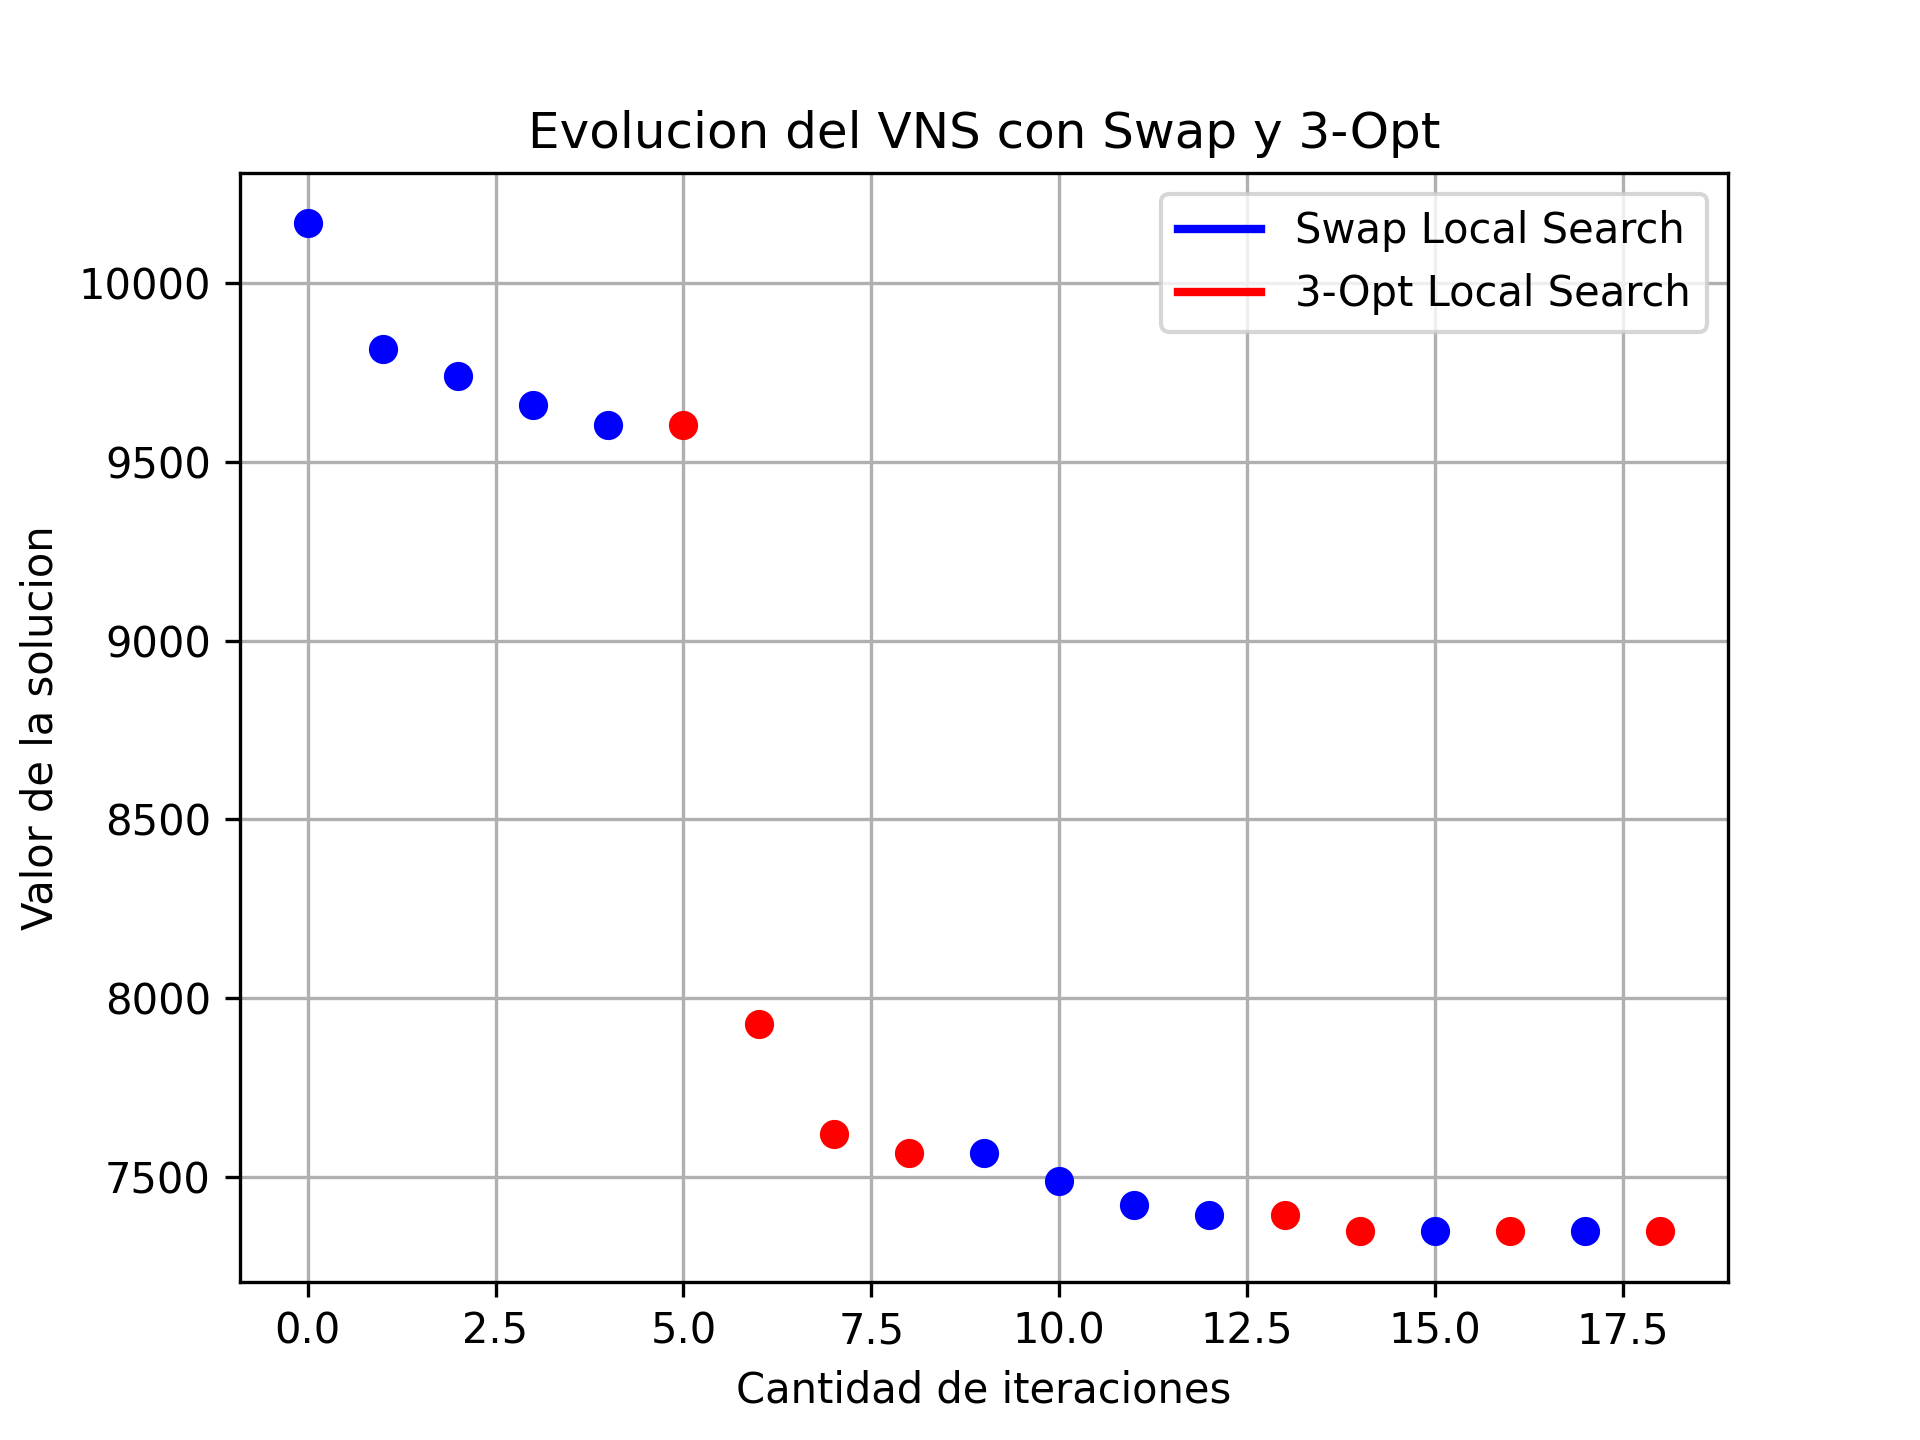 Evolucion del VNS con Swap y 3-Opt
Swap Local Search
3-Opt Local Search
Valor de la solucion
10000
9500
9000
8500
8000
7500
0.0 2.5 5.0 7.5 10.0 12.5 15.0 17.5
Cantidad de iteraciones